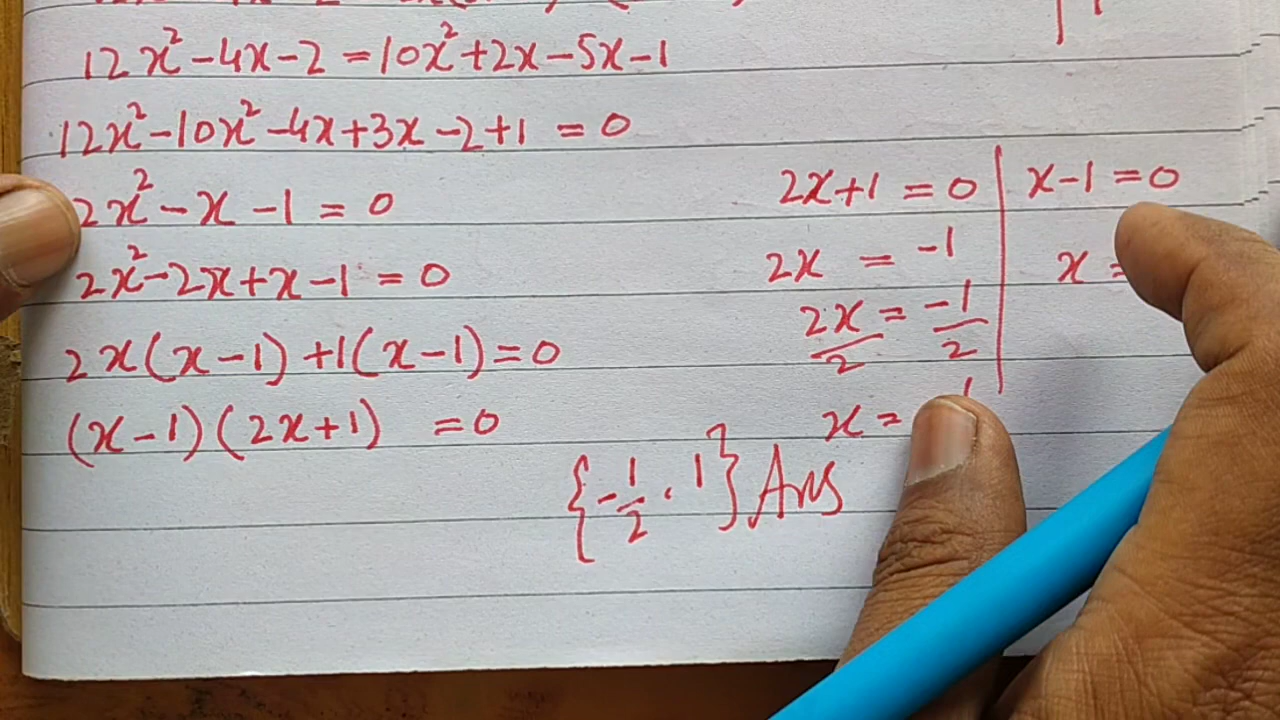 12x²-4x-2 = 10x²+2x-5x-1
12x²-10x²-4x+3x-2+1 = 0
2x²-x-1 = 0
2x²-2x+x-1 = 0
2x(x-1)+1(x-1) = 0
(x-1)(2x+1) = 0
2x+1 = 0
2x = -1
2x/2 = -1/2
x =
x-1 = 0
x =
{-1/2, 1} Ans